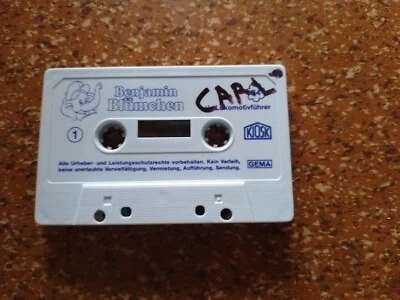 Benjamin
Blümchen
CARL
Lokomotivführer
1
KIOSK
Alle Urheber- und Leistungsschutzrechte vorbehalten. Kein Verleih,
keine unerlaubte Vervielfältigung, Vermietung, Aufführung, Sendung.
GEMA